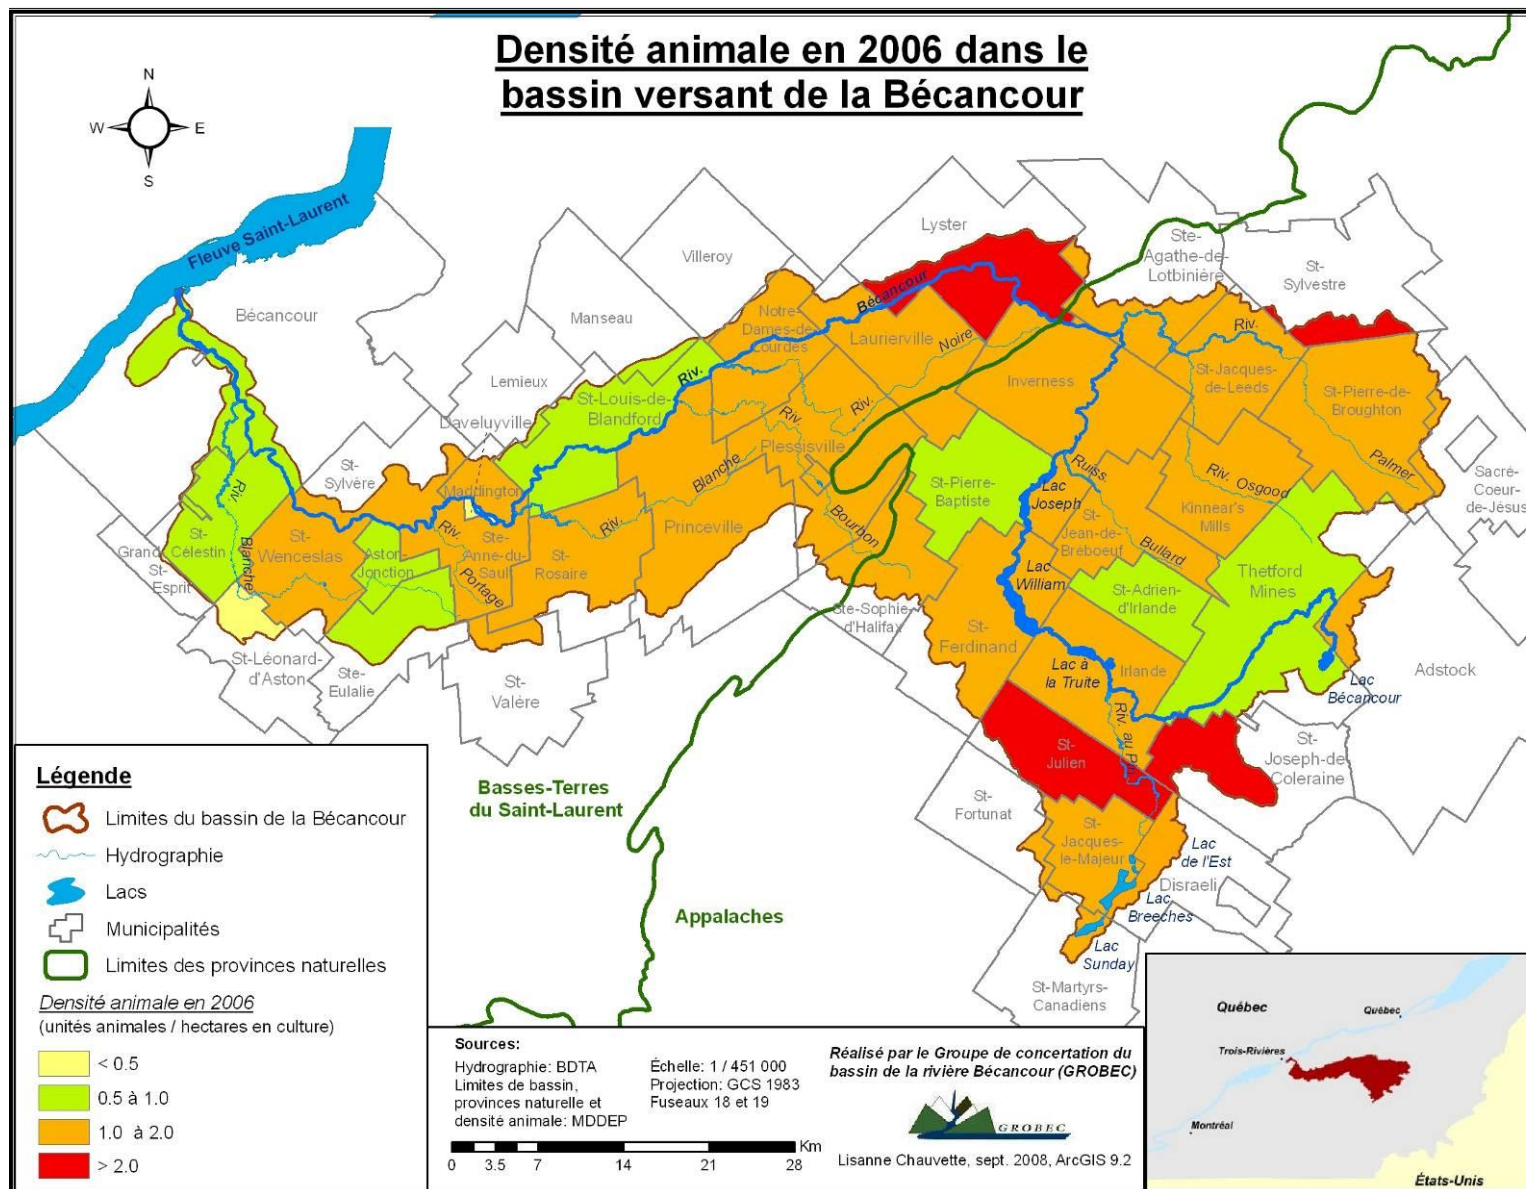 Densité animale en 2006 dans le
bassin versant de la Bécancour
N
W
E
S
Fleuve Saint-Laurent
Bécancour
Villeroy
Manseau
Lemieux
Daveluyville
Lyster
Ste-
Agathe-de-
Lotbinière
St-
Sylvestre
Bécancour
Notre-
Dames-de-
Lourdes
Laurierville
Noire
Riv.
Riv.
Inverness
St-Jacques-
de-Leeds
Riv.
St-Pierre-de-
Broughton
Palmer
Sacré-
Coeur-
de-Jésus
St-Louis-de-
Blandford
Riv.
Plessisville
Blanche
Riv.
Bourbon
Princeville
St-Pierre-
Baptiste
Lac
Joseph
Ruiss.
Bullard
St-
Jean-de-
Bréboeuf
Riv. Osgood
Kinnear's
Mills
Thetford
Mines
St-Adrien-
d'Irlande
Lac
William
Irlande
Lac à
la Truite
Riv. au Pin
Lac
Bécancour
Adstock
St-
Sylvère
Maddington
Riv.
Portage
Ste-
Anne-du-
Sault
St-
Rosaire
Riv.
Blanche
St-
Célestin
St-
Wenceslas
Aston-
Jonction
Grand-
St-Esprit
St-Léonard-
d'Aston
Ste-
Eulalie
St-
Valère
Ste-Sophie-
d'Halifax
St-
Ferdinand
St-
Julien
St-
Joseph-de-
Coleraine
St-
Fortunat
St-
Jacques-
le-Majeur
Lac
de l'Est
Disraeli
Lac
Breeches
Lac
Sunday
St-Martyrs-
Canadiens
Basses-Terres
du Saint-Laurent
Appalaches
Légende
Limites du bassin de la Bécancour
Hydrographie
Lacs
Municipalités
Limites des provinces naturelles
Densité animale en 2006
(unités animales / hectares en culture)
< 0.5
0.5 à 1.0
1.0 à 2.0
> 2.0
Sources:
Hydrographie: BDTA
Limites de bassin,
provinces naturelle et
densité animale: MDDEP
Échelle: 1 / 451 000
Projection: GCS 1983
Fuseaux 18 et 19
0 3.5 7 14 21 28 Km
Réalisé par le Groupe de concertation du
bassin de la rivière Bécancour (GROBEC)
GROBEC
Lisanne Chauvette, sept. 2008, ArcGIS 9.2
Québec
Québec
Trois-Rivières
Montréal
États-Unis